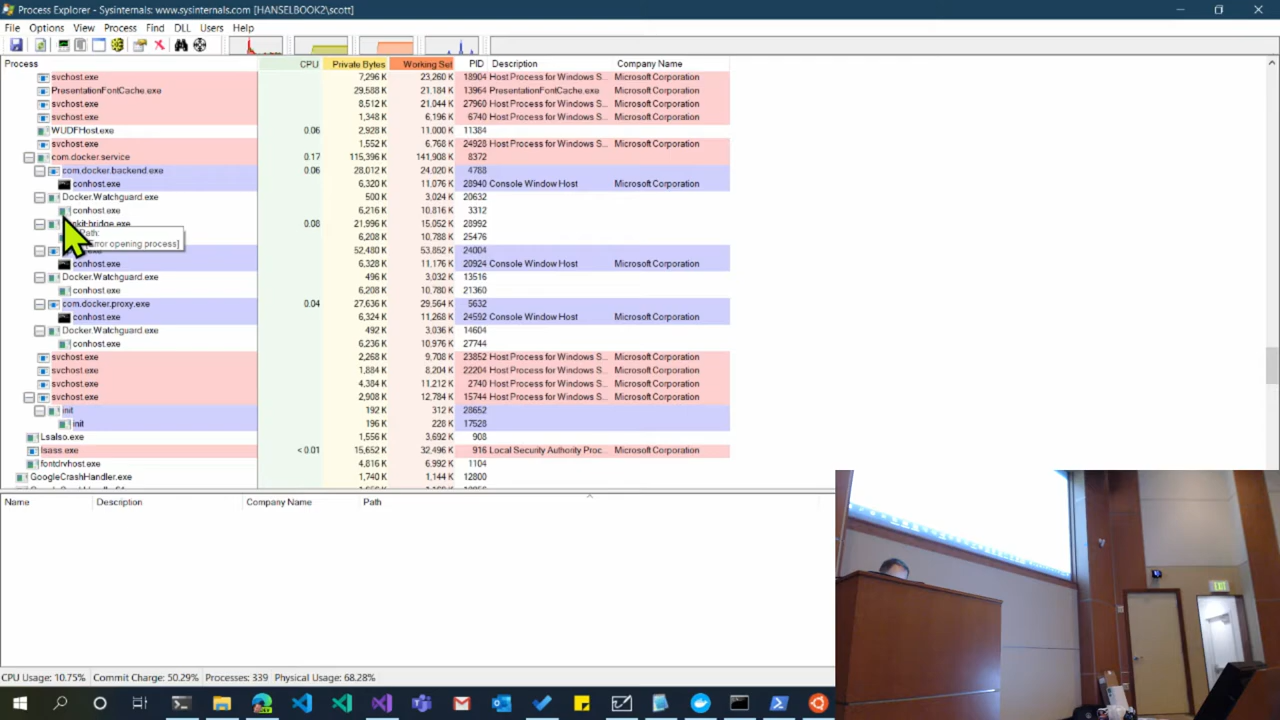 Process Explorer - Sysinternals: www.sysinternals.com [HANSELBOOK2\scott]
File Options View Process Find DLL Users Help
Process CPU Private Bytes Working Set PID Description Company Name
svchost.exe 7,296 K 23,260 K 18904 Host Process for Windows S... Microsoft Corporation
PresentationFontCache.exe 29,588 K 21,184 K 13964 PresentationFontCache.exe Microsoft Corporation
svchost.exe 8,512 K 21,044 K 27960 Host Process for Windows S... Microsoft Corporation
svchost.exe 1,348 K 6,196 K 6740 Host Process for Windows S... Microsoft Corporation
WUDFHost.exe 0.06 2,928 K 11,000 K 11384
svchost.exe 1,552 K 6,768 K 24928 Host Process for Windows S... Microsoft Corporation
com.docker.service 0.17 115,396 K 141,908 K 8372
com.docker.backend.exe 0.06 28,012 K 24,020 K 4788
conhost.exe 6,320 K 11,076 K 28940 Console Window Host Microsoft Corporation
Docker.Watchguard.exe 500 K 3,024 K 20632
conhost.exe 6,216 K 10,816 K 3312
bridge.exe 0.08 21,996 K 15,052 K 28992
Path: 6,208 K 10,788 K 25476
[Error opening process]
52,480 K 53,852 K 24004
conhost.exe 6,328 K 11,176 K 20924 Console Window Host Microsoft Corporation
Docker.Watchguard.exe 496 K 3,032 K 13516
conhost.exe 6,208 K 10,780 K 21360
com.docker.proxy.exe 0.04 27,636 K 29,564 K 5632
conhost.exe 6,324 K 11,268 K 24592 Console Window Host Microsoft Corporation
Docker.Watchguard.exe 492 K 3,036 K 14604
conhost.exe 6,236 K 10,976 K 27744
svchost.exe 2,268 K 9,708 K 23852 Host Process for Windows S... Microsoft Corporation
svchost.exe 1,884 K 8,204 K 22204 Host Process for Windows S... Microsoft Corporation
svchost.exe 4,384 K 11,212 K 2740 Host Process for Windows S... Microsoft Corporation
svchost.exe 2,908 K 12,784 K 15744 Host Process for Windows S... Microsoft Corporation
init 192 K 312 K 28652
init 196 K 228 K 17528
LsaIso.exe 1,556 K 3,692 K 908
lsass.exe < 0.01 15,652 K 32,496 K 916 Local Security Authority Proc... Microsoft Corporation
fontdrvhost.exe 4,816 K 6,992 K 1104
GoogleCrashHandler.exe 1,740 K 1,144 K 12800
Name Description Company Name Path
CPU Usage: 10.75% Commit Charge: 50.29% Processes: 339 Physical Usage: 68.28%